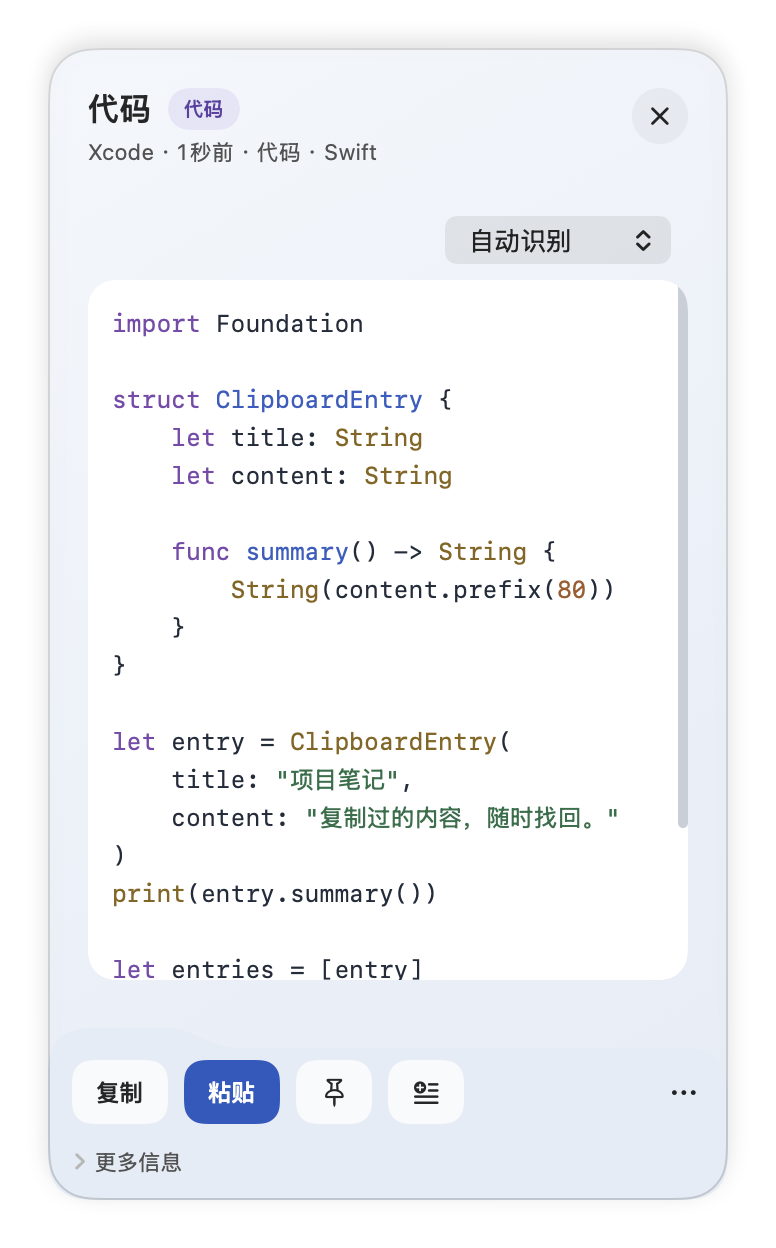 代码 代码
Xcode · 1秒前 · 代码 · Swift
自动识别
import Foundation
struct ClipboardEntry {
    let title: String
    let content: String
    func summary() -> String {
        String(content.prefix(80))
    }
}
let entry = ClipboardEntry(
    title: "项目笔记",
    content: "复制过的内容，随时找回。"
)
print(entry.summary())
let entries = [entry]
复制 粘贴
更多信息